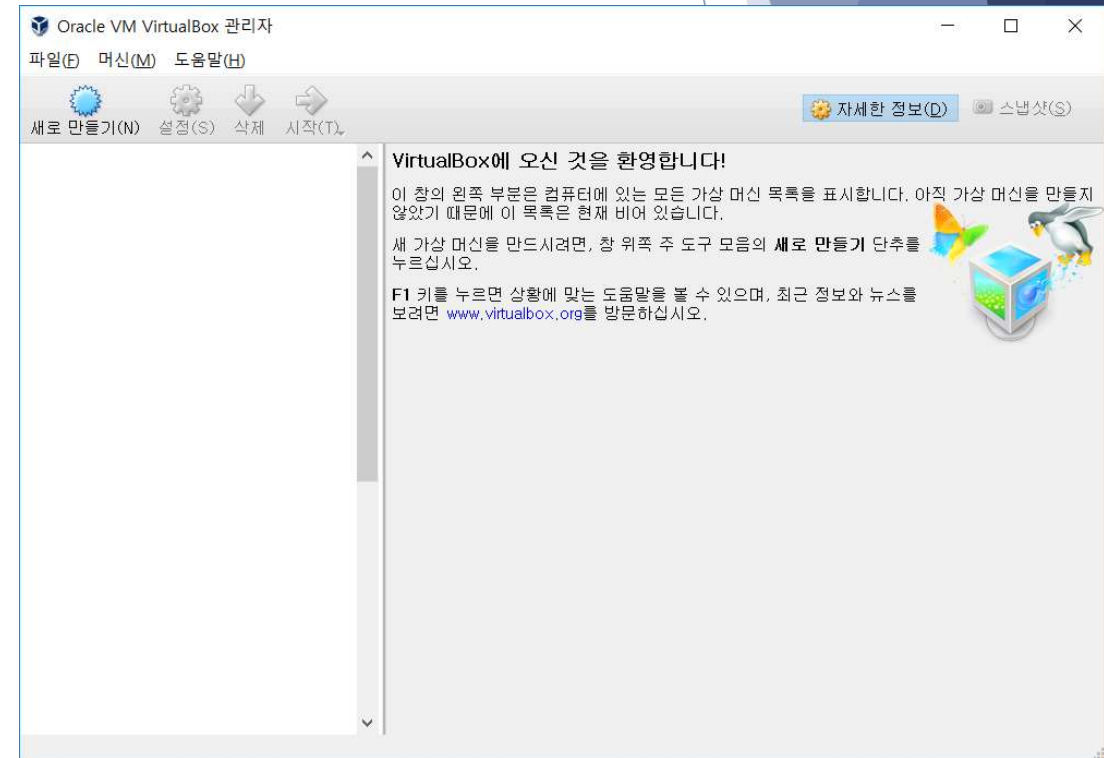 Oracle VM VirtualBox 관리자
파일(F) 머신(M) 도움말(H)
새로 만들기(N) 설정(S) 삭제 시작(T) 자세한 정보(D) 스냅샷(S)
VirtualBox에 오신 것을 환영합니다!
이 창의 왼쪽 부분은 컴퓨터에 있는 모든 가상 머신 목록을 표시합니다. 아직 가상 머신을 만들지
않았기 때문에 이 목록은 현재 비어 있습니다.
새 가상 머신을 만드시려면, 창 위쪽 주 도구 모음의 새로 만들기 단추를
누르십시오.
F1 키를 누르면 상황에 맞는 도움말을 볼 수 있으며, 최근 정보와 뉴스를
보려면 www.virtualbox.org를 방문하십시오.